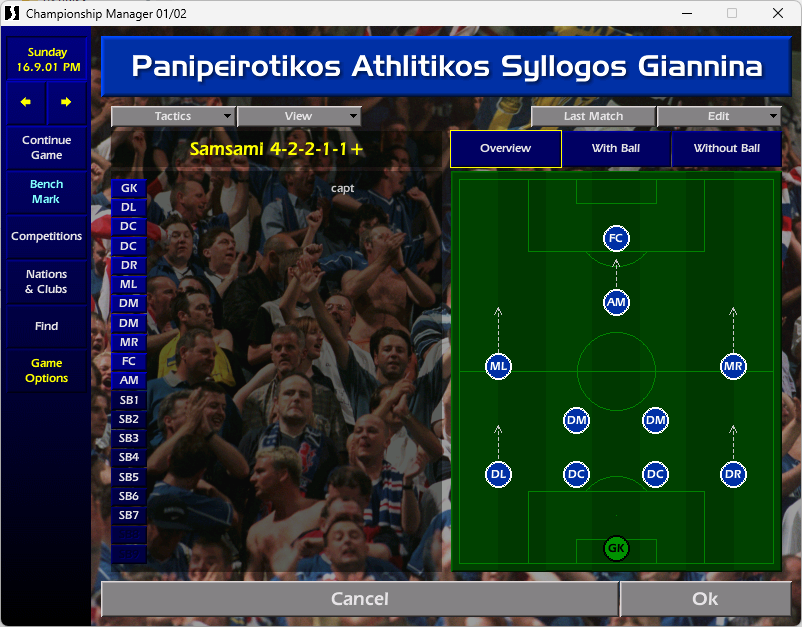 Championship Manager 01/02
Sunday
16.9.01 PM
Continue
Game
Bench
Mark
Competitions
Nations
& Clubs
Find
Game
Options
Panipeirotikos Athlitikos Syllogos Giannina
Tactics
View
Last Match
Edit
Samsami 4-2-2-1-1+
Overview
With Ball
Without Ball
GK
capt
DL
DC
DC
DR
ML
DM
DM
MR
FC
AM
SB1
SB2
SB3
SB4
SB5
SB6
SB7
FC
AM
ML
MR
DM
DM
DL
DC
DC
DR
GK
Cancel
Ok